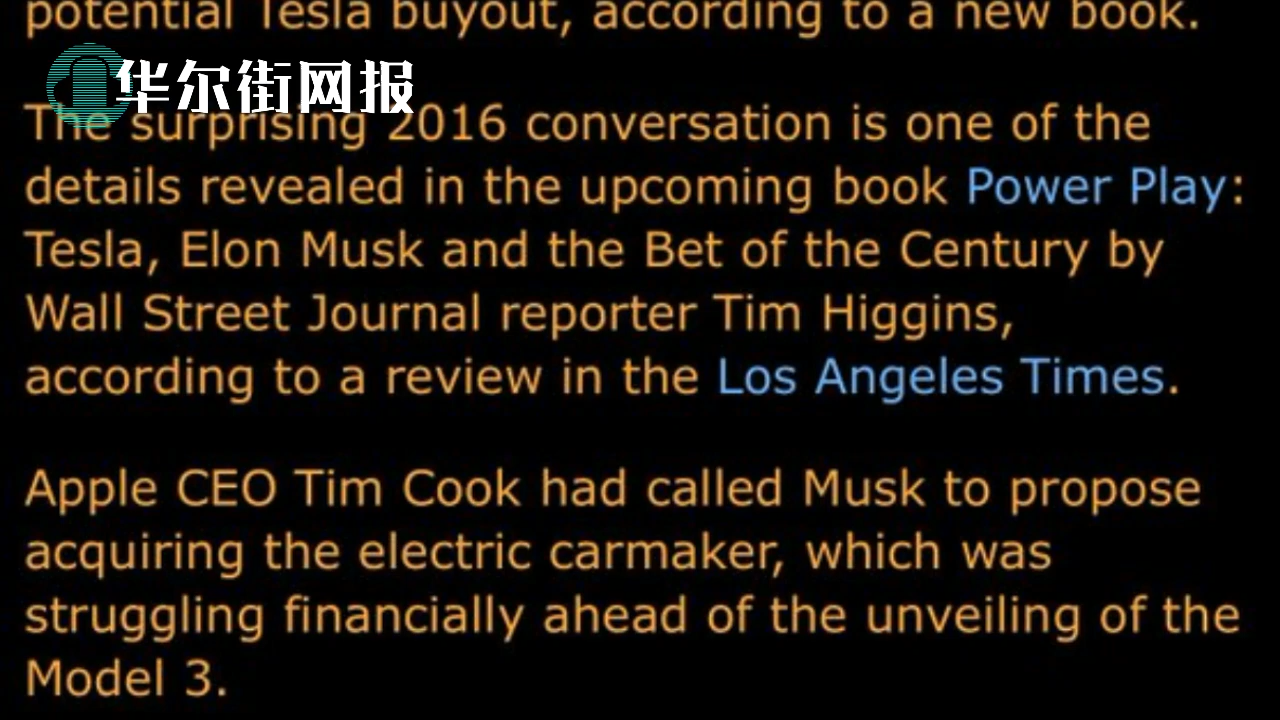 potential Tesla buyout, according to a new book.
华尔街网报
The surprising 2016 conversation is one of the
details revealed in the upcoming book Power Play:
Tesla, Elon Musk and the Bet of the Century by
Wall Street Journal reporter Tim Higgins,
according to a review in the Los Angeles Times.
Apple CEO Tim Cook had called Musk to propose
acquiring the electric carmaker, which was
struggling financially ahead of the unveiling of the
Model 3.